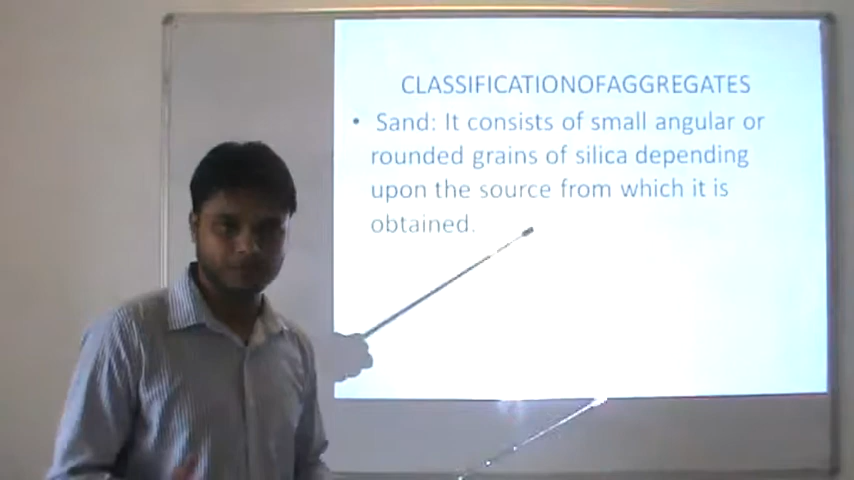 CLASSIFICATIONOFAGGREGATES
• Sand: It consists of small angular or
rounded grains of silica depending
upon the source from which it is
obtained.